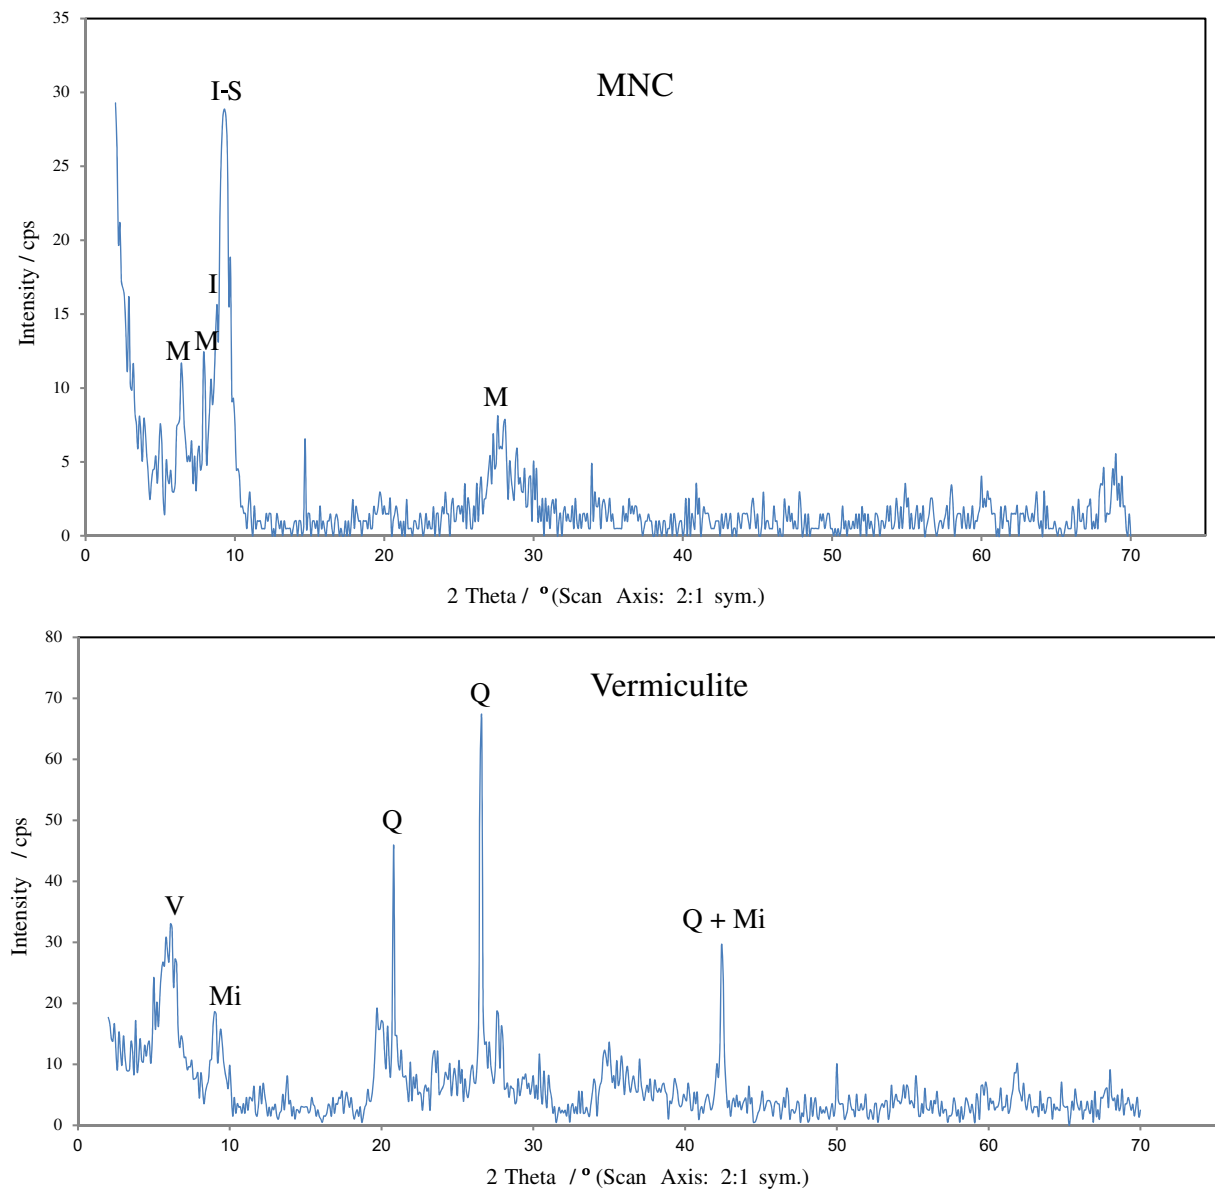 35
MNC
30
I-S
25
20
Intensity / cps
I
15
M
M
M
10
5
0
0 10 20 30 40 50 60 70
2 Theta / º (Scan Axis: 2:1 sym.)
80
Vermiculite
70
Q
60
50
Q
Intensity / cps
40
V
Q + Mi
30
Mi
20
10
0
0 10 20 30 40 50 60 70
2 Theta / º (Scan Axis: 2:1 sym.)